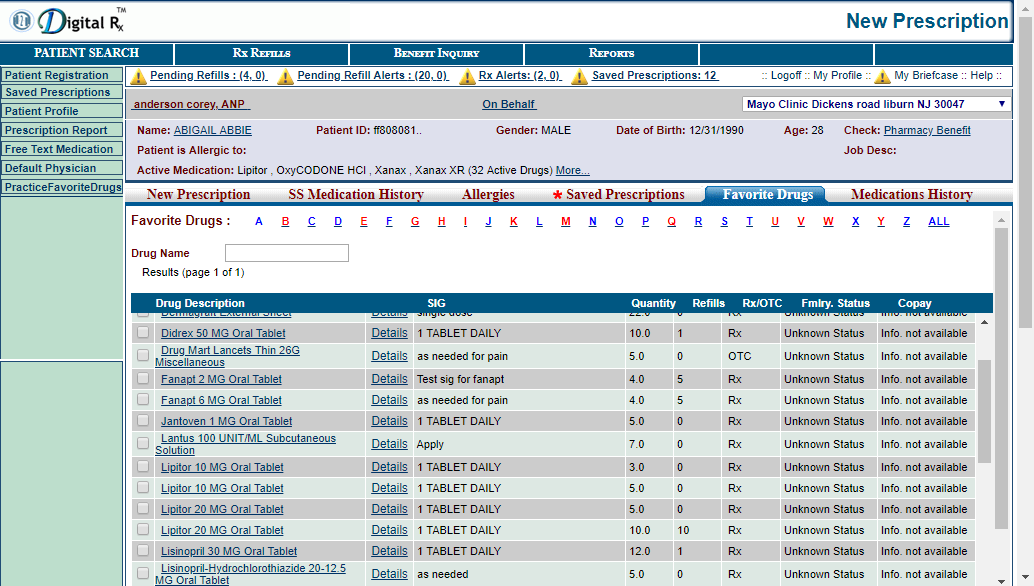 Digital Rx TM
New Prescription
PATIENT SEARCH Rx REFILLS BENEFIT INQUIRY REPORTS
Patient Registration
Saved Prescriptions
Patient Profile
Prescription Report
Free Text Medication
Default Physician
PracticeFavoriteDrugs
Pending Refills : (4, 0) Pending Refill Alerts : (20, 0) Rx Alerts: (2, 0) Saved Prescriptions: 12 :: Logoff :: My Profile :: My Briefcase :: Help ::
anderson corey, ANP On Behalf Mayo Clinic Dickens road liburn NJ 30047
Name: ABIGAIL ABBIE Patient ID: ff808081.. Gender: MALE Date of Birth: 12/31/1990 Age: 28 Check: Pharmacy Benefit
Patient is Allergic to: Job Desc:
Active Medication: Lipitor , OxyCODONE HCl , Xanax , Xanax XR (32 Active Drugs) More...
New Prescription SS Medication History Allergies * Saved Prescriptions Favorite Drugs Medications History
Favorite Drugs : A B C D E F G H I J K L M N O P Q R S T U V W X Y Z ALL
Drug Name
Results (page 1 of 1)
Drug Description SIG Quantity Refills Rx/OTC Fmlry. Status Copay
Dermagraft External Sheet Details single dose 22.0 0 Rx Unknown Status Info. not available
Didrex 50 MG Oral Tablet Details 1 TABLET DAILY 10.0 1 Rx Unknown Status Info. not available
Drug Mart Lancets Thin 26G
Miscellaneous Details as needed for pain 5.0 0 OTC Unknown Status Info. not available
Fanapt 2 MG Oral Tablet Details Test sig for fanapt 4.0 5 Rx Unknown Status Info. not available
Fanapt 6 MG Oral Tablet Details as needed for pain 4.0 5 Rx Unknown Status Info. not available
Jantoven 1 MG Oral Tablet Details 1 TABLET DAILY 5.0 0 Rx Unknown Status Info. not available
Lantus 100 UNIT/ML Subcutaneous
Solution Details Apply 7.0 0 Rx Unknown Status Info. not available
Lipitor 10 MG Oral Tablet Details 1 TABLET DAILY 3.0 0 Rx Unknown Status Info. not available
Lipitor 10 MG Oral Tablet Details 1 TABLET DAILY 5.0 0 Rx Unknown Status Info. not available
Lipitor 20 MG Oral Tablet Details 1 TABLET DAILY 5.0 0 Rx Unknown Status Info. not available
Lipitor 20 MG Oral Tablet Details 1 TABLET DAILY 10.0 10 Rx Unknown Status Info. not available
Lisinopril 30 MG Oral Tablet Details 1 TABLET DAILY 12.0 1 Rx Unknown Status Info. not available
Lisinopril-Hydrochlorothiazide 20-12.5
MG Oral Tablet Details as needed 5.0 0 Rx Unknown Status Info. not available